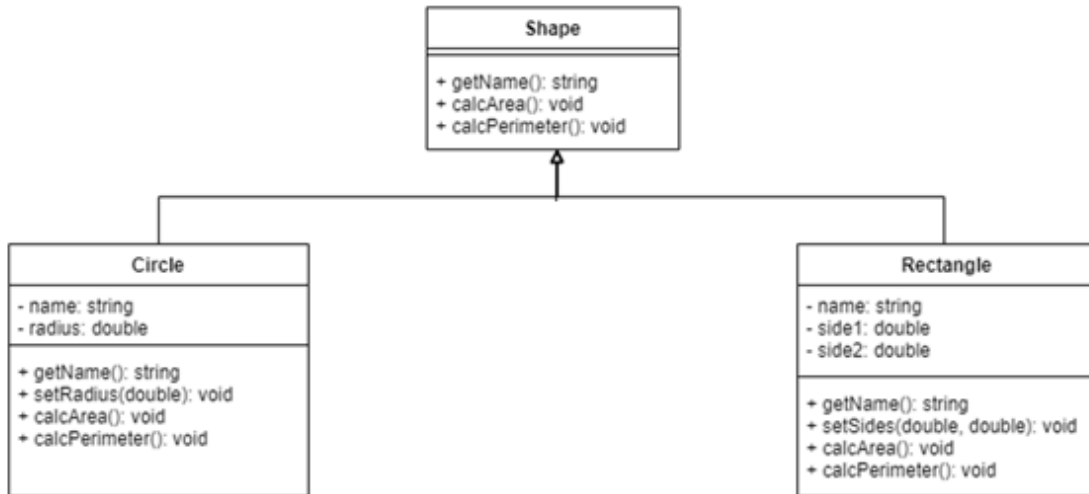 Shape
+ getName(): string
+ calcArea(): void
+ calcPerimeter(): void
Circle
- name: string
- radius: double
+ getName(): string
+ setRadius(double): void
+ calcArea(): void
+ calcPerimeter(): void
Rectangle
- name: string
- side1: double
- side2: double
+ getName(): string
+ setSides(double, double): void
+ calcArea(): void
+ calcPerimeter(): void